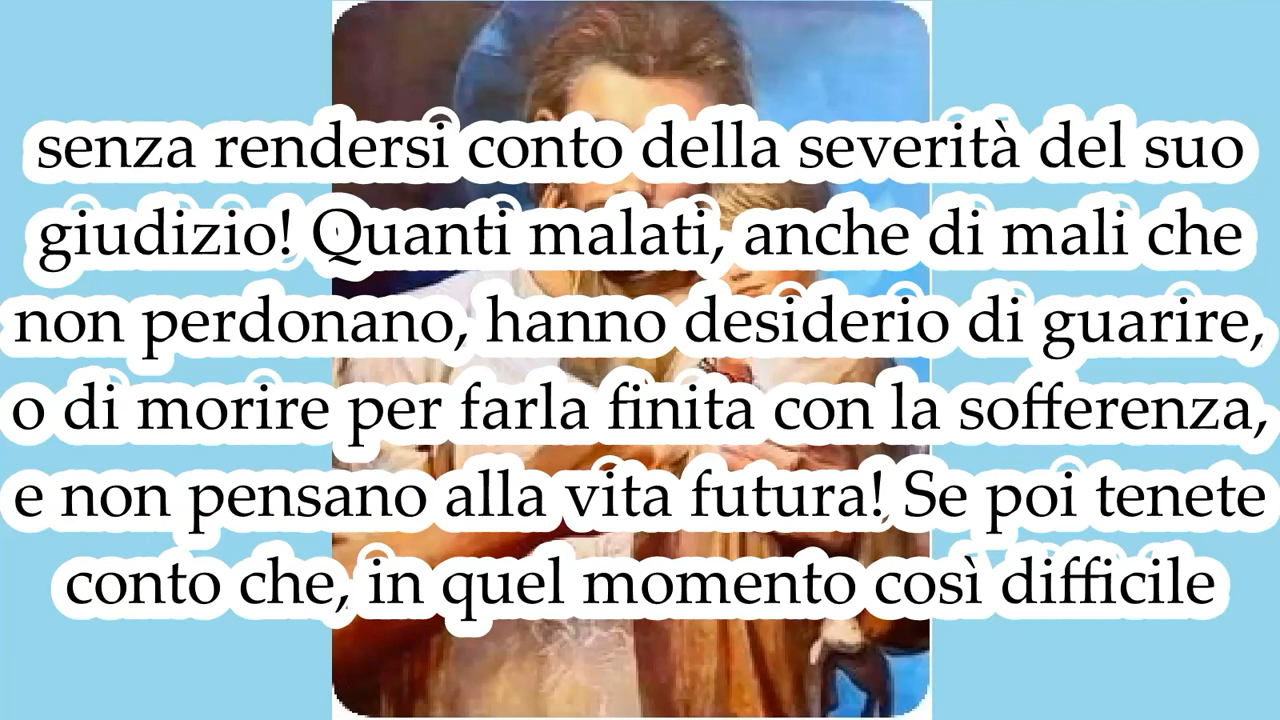 senza rendersi conto della severità del suo
giudizio! Quanti malati, anche di mali che
non perdonano, hanno desiderio di guarire,
o di morire per farla finita con la sofferenza,
e non pensano alla vita futura! Se poi tenete
conto che, in quel momento così difficile